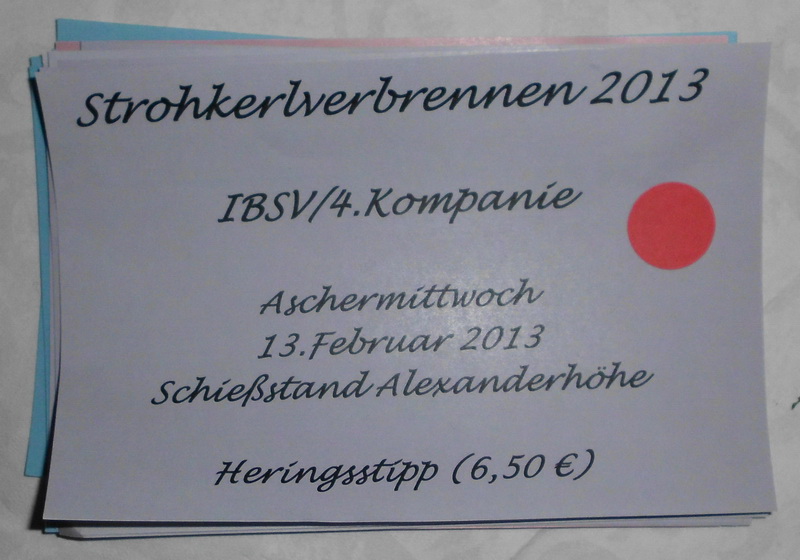 Strohkerlverbrennen 2013
IBSV/4.Kompanie
Aschermittwoch
13.Februar 2013
Schießstand Alexanderhöhe
Heringsstipp (6,50 €)